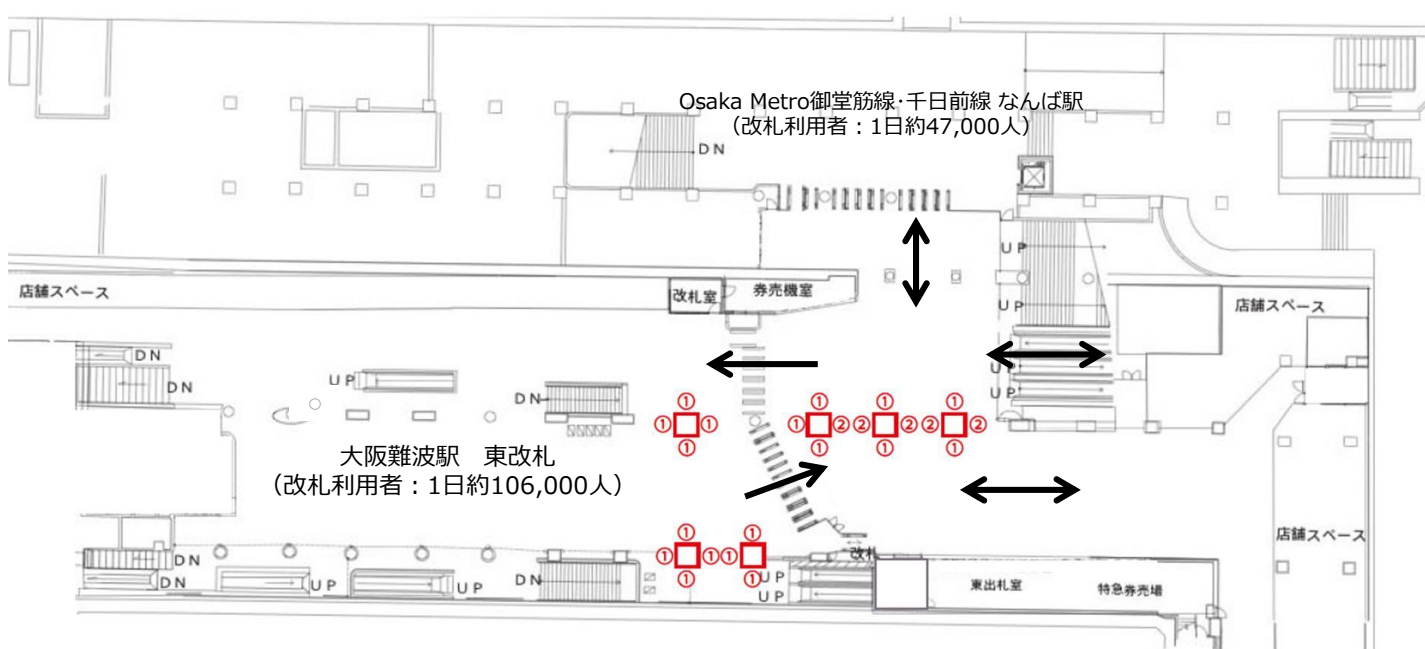 Osaka Metro御堂筋線･千日前線 なんば駅
（改札利用者：1日約47,000人）
DN
UP
店舗スペース
改札室
券売機室
UP
店舗スペース
DN
DN
UP
DN
UP
UP
① ① ① ①
① ① ① ② ② ② ② ②
① ① ① ①
大阪難波駅　東改札
（改札利用者：1日約106,000人）
店舗スペース
① ①
① ① ① ①
① ①
改札
DN
DN
UP
UP
DN
UP
UP
東出札室
特急券売場